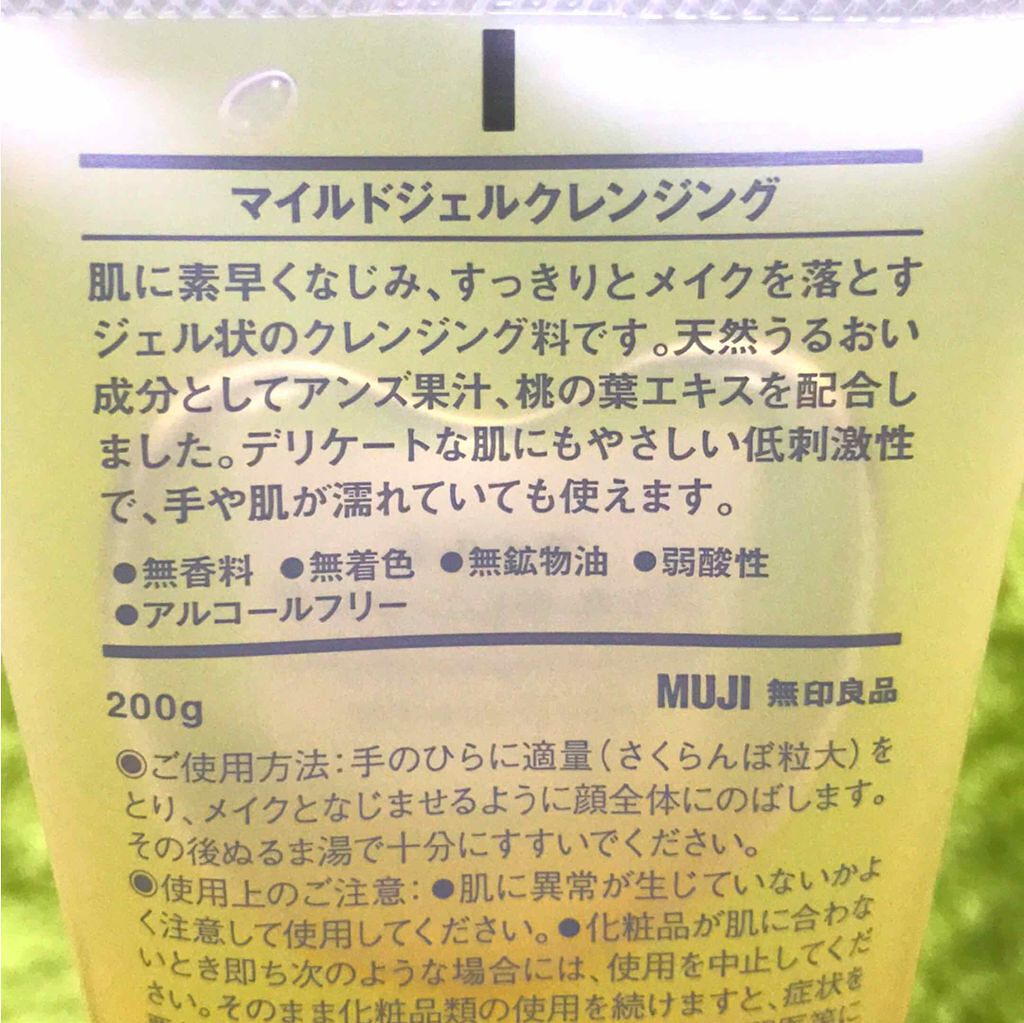 マイルドジェルクレンジング
肌に素早くなじみ、すっきりとメイクを落とす
ジェル状のクレンジング料です。天然うるおい
成分としてアンズ果汁、桃の葉エキスを配合し
ました。デリケートな肌にもやさしい低刺激性
で、手や肌が濡れていても使えます。
●無香料 ●無着色 ●無鉱物油 ●弱酸性
●アルコールフリー
200g MUJI 無印良品
◉ご使用方法：手のひらに適量（さくらんぼ粒大）を
とり、メイクとなじませるように顔全体にのばします。
その後ぬるま湯で十分にすすいでください。
◉使用上のご注意：●肌に異常が生じていないかよ
く注意して使用してください。●化粧品が肌に合わな
いとき即ち次のような場合には、使用を中止してくだ
さい。そのまま化粧品類の使用を続けますと、症状を